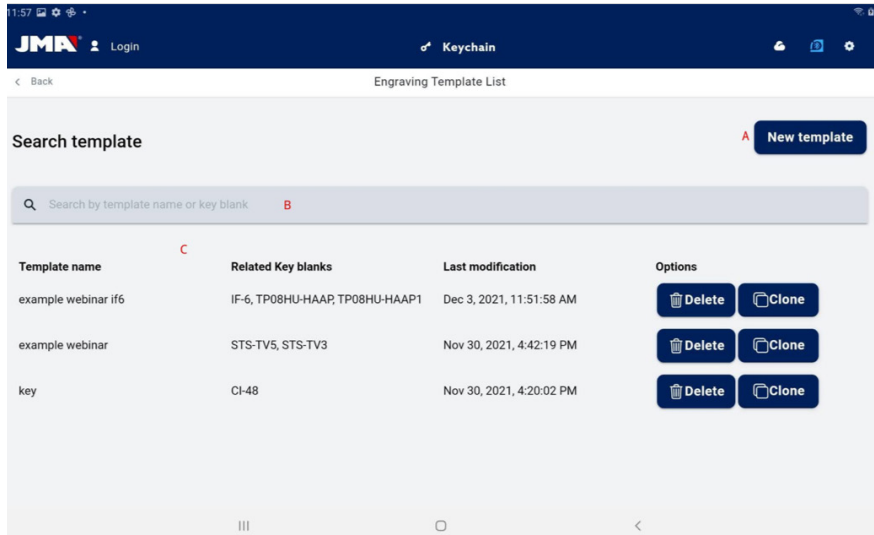 11:57
JMA Login Keychain
Back Engraving Template List
Search template A New template
Search by template name or key blank B
C
Template name Related Key blanks Last modification Options
example webinar if6 IF-6, TP08HU-HAAP, TP08HU-HAAP1 Dec 3, 2021, 11:51:58 AM Delete Clone
example webinar STS-TV5, STS-TV3 Nov 30, 2021, 4:42:19 PM Delete Clone
key CI-48 Nov 30, 2021, 4:20:02 PM Delete Clone